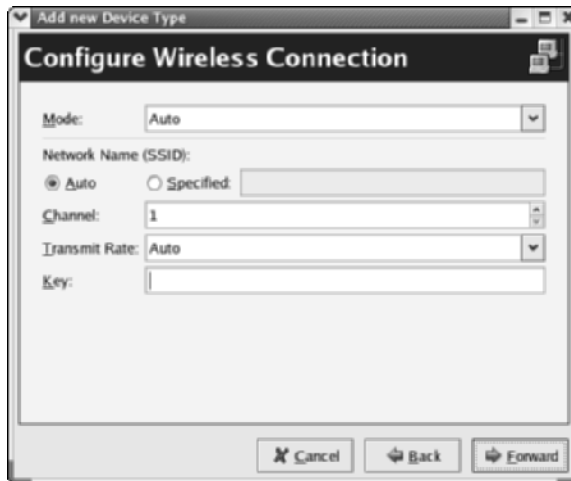 Add new Device Type
Configure Wireless Connection
Mode: Auto
Network Name (SSID):
Auto Specified:
Channel: 1
Transmit Rate: Auto
Key:
Cancel Back Forward